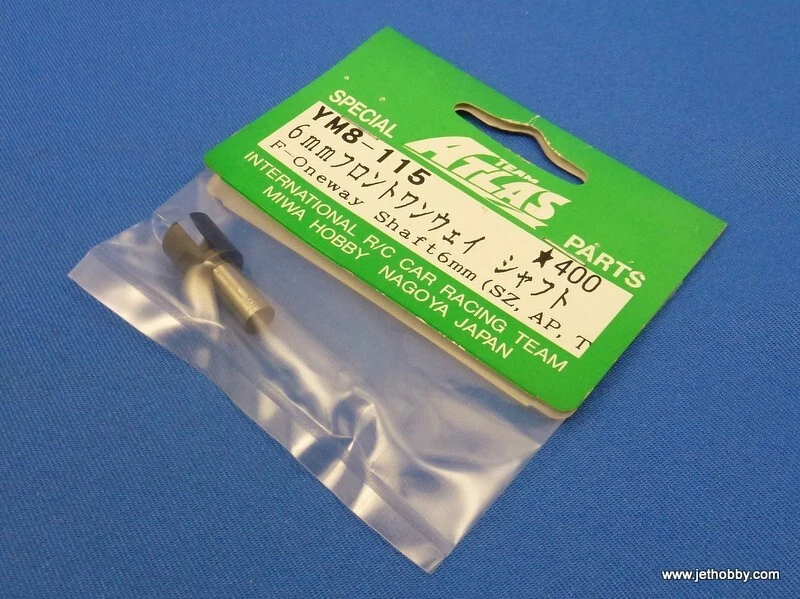 SPECIAL TEAM ATLAS PARTS
YM8-115 ★400
6mmフロントワンウェイ シャフト
F-Oneway Shaft6mm (SZ, AP, T
INTERNATIONAL R/C CAR RACING TEAM
MIWA HOBBY NAGOYA JAPAN
www.jethobby.com